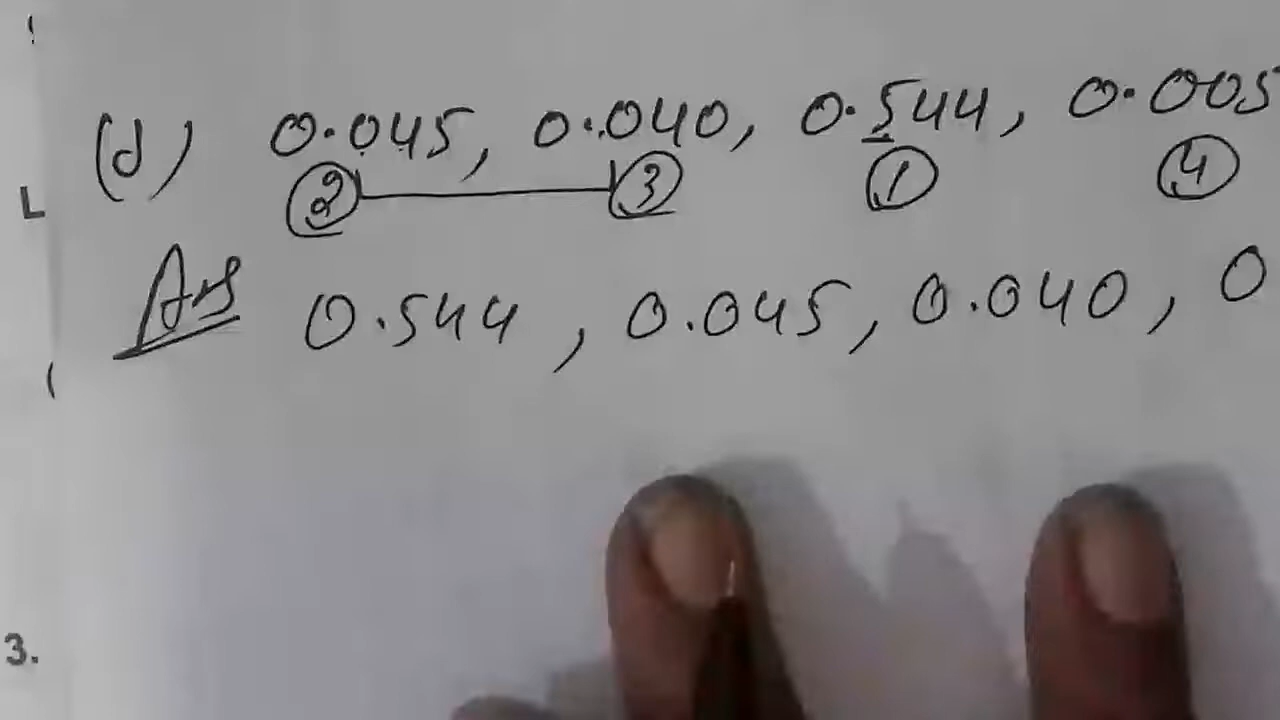 (d) 0.045, 0.040, 0.544, 0.005
2 3 1 4
Ans 0.544, 0.045, 0.040, 0
3.